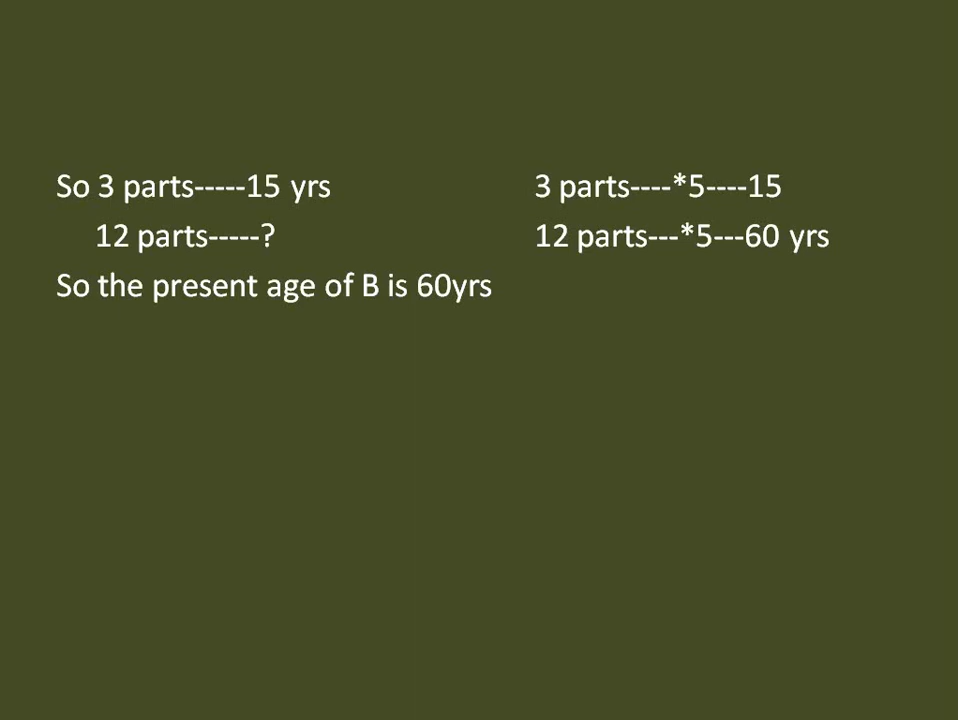 So 3 parts-----15 yrs
12 parts-----?
So the present age of B is 60yrs
3 parts----*5----15
12 parts---*5---60 yrs